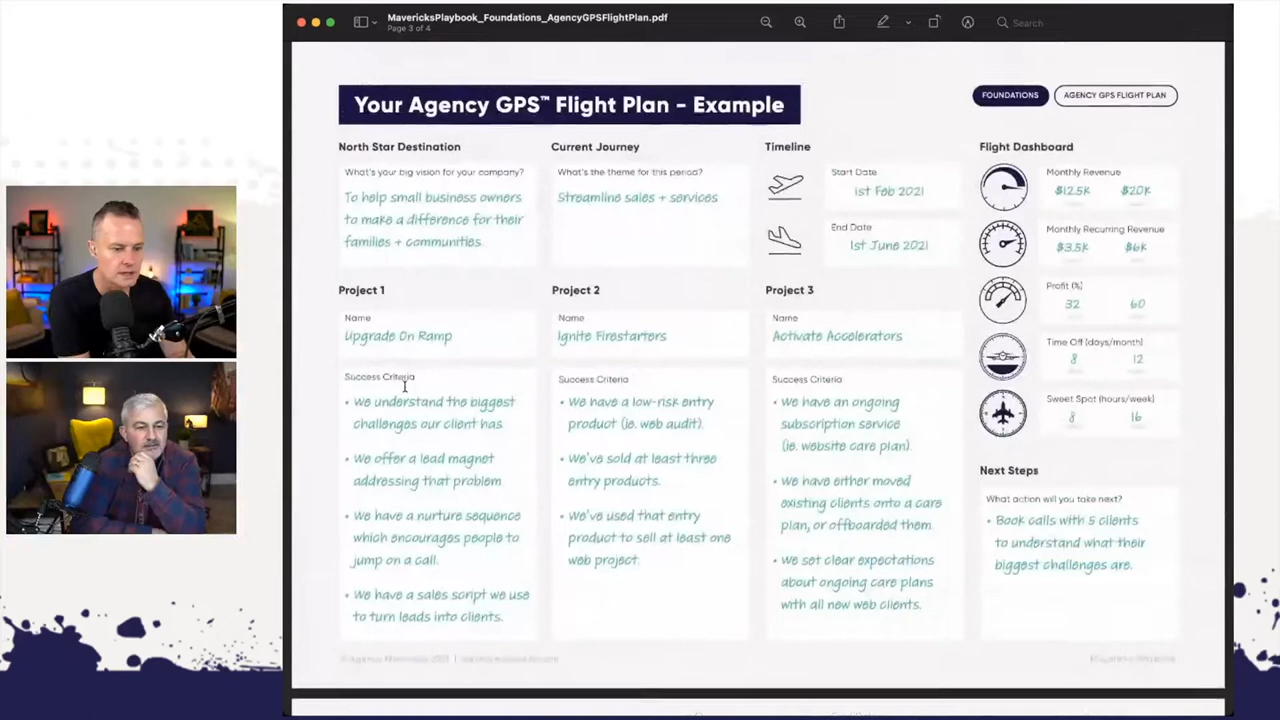 MavericksPlaybook_Foundations_AgencyGPSFlightPlan.pdf
Page 3 of 4
Search
Your Agency GPS™ Flight Plan - Example
FOUNDATIONS
AGENCY GPS FLIGHT PLAN
North Star Destination
What's your big vision for your company?
To help small business owners
to make a difference for their
families + communities.
Current Journey
What's the theme for this period?
Streamline sales + services
Timeline
Start Date
1st Feb 2021
End Date
1st June 2021
Flight Dashboard
Monthly Revenue
$12.5K $20K
Monthly Recurring Revenue
$3.5K $6K
Profit (%)
32 60
Time Off (days/month)
8 12
Sweet Spot (hours/week)
8 16
Project 1
Name
Upgrade On Ramp
Success Criteria
• We understand the biggest
challenges our client has
• We offer a lead magnet
addressing that problem
• We have a nurture sequence
which encourages people to
jump on a call.
• We have a sales script we use
to turn leads into clients.
Project 2
Name
Ignite Firestarters
Success Criteria
• We have a low-risk entry
product (ie. web audit).
• We've sold at least three
entry products.
• We've used that entry
product to sell at least one
web project.
Project 3
Name
Activate Accelerators
Success Criteria
• We have an ongoing
subscription service
(ie. website care plan).
• We have either moved
existing clients onto a care
plan, or offboarded them.
• We set clear expectations
about ongoing care plans
with all new web clients.
Next Steps
What action will you take next?
• Book calls with 5 clients
to understand what their
biggest challenges are.